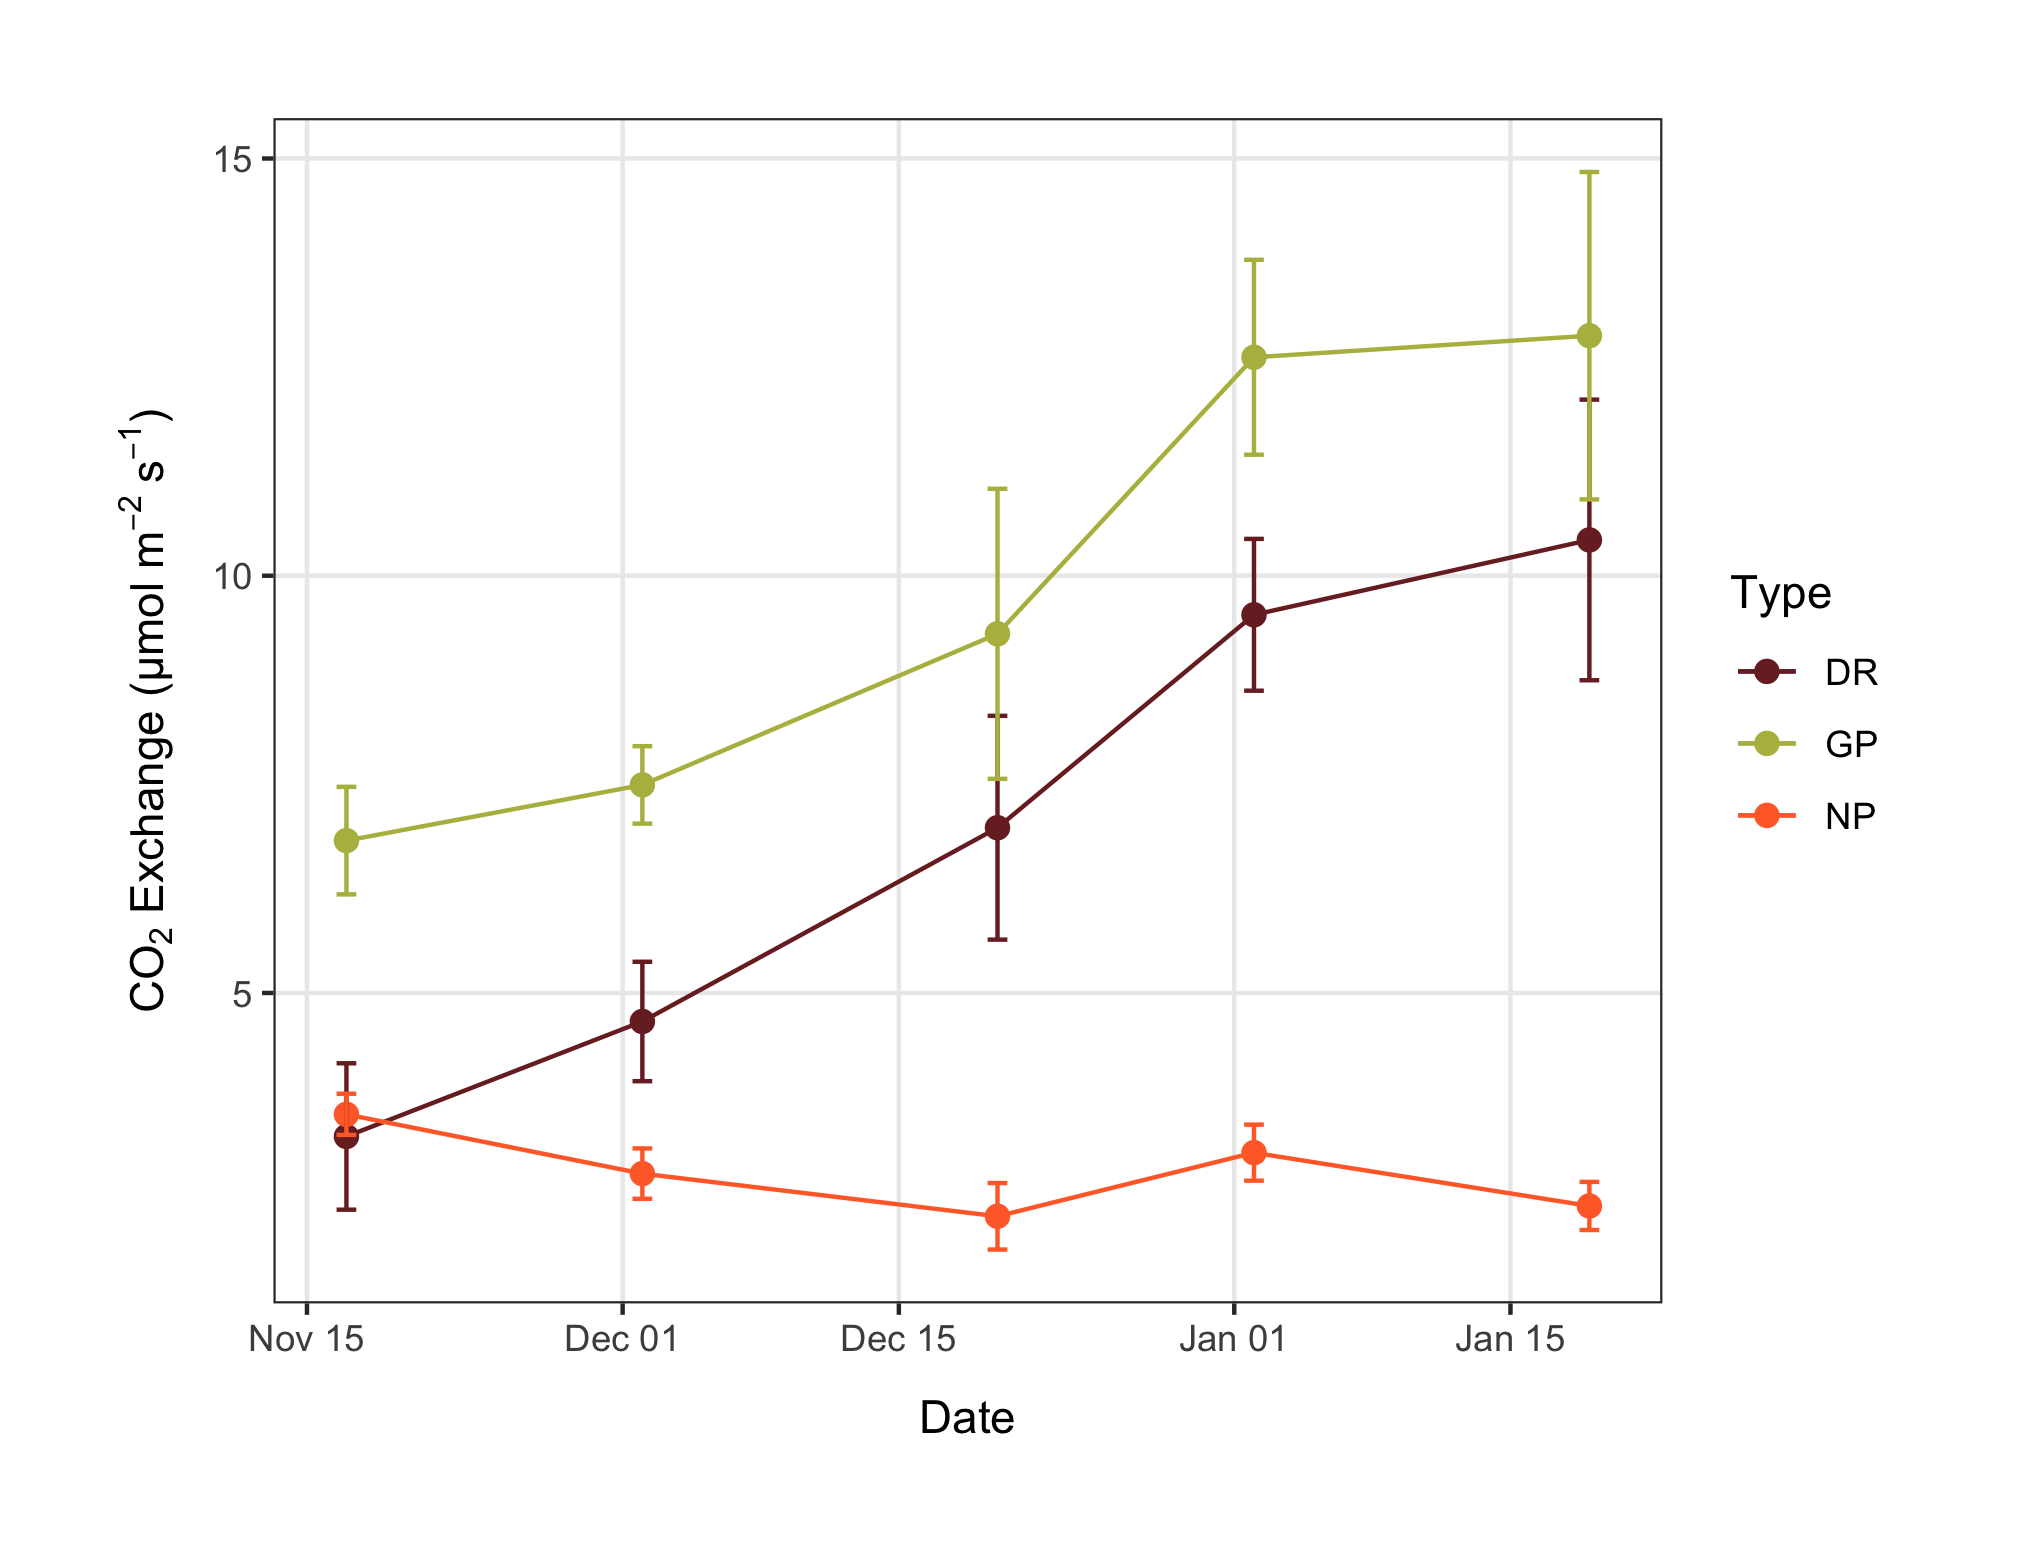 CO₂ Exchange (µmol m⁻² s⁻¹)
15
10
5
Nov 15
Dec 01
Dec 15
Jan 01
Jan 15
Date
Type
DR
GP
NP